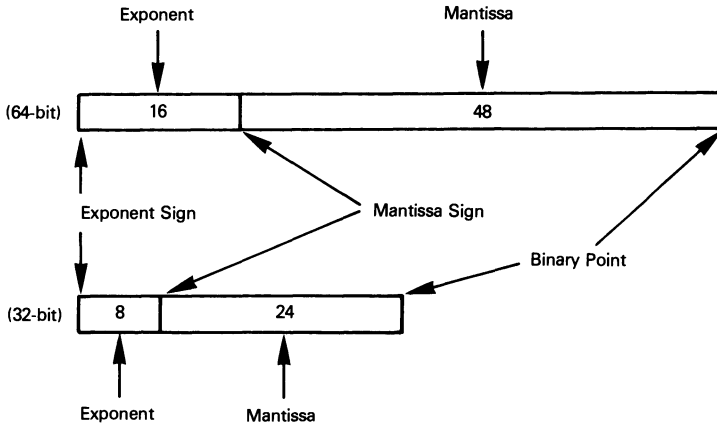 Exponent
Mantissa
(64-bit)
16
48
Exponent Sign
Mantissa Sign
Binary Point
(32-bit)
8
24
Exponent
Mantissa